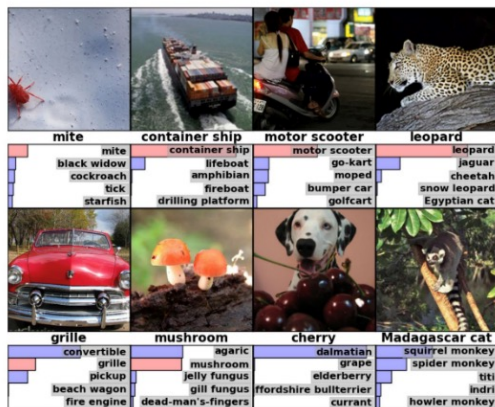 mite
container ship
motor scooter
leopard
mite
black widow
cockroach
tick
starfish
container ship
lifeboat
amphibian
fireboat
drilling platform
motor scooter
go-kart
moped
bumper car
golfcart
leopard
jaguar
cheetah
snow leopard
Egyptian cat
grille
mushroom
cherry
Madagascar cat
convertible
grille
pickup
beach wagon
fire engine
agaric
mushroom
jelly fungus
gill fungus
dead-man's-fingers
dalmatian
grape
elderberry
ffordshire bullterrier
currant
squirrel monkey
spider monkey
titi
indri
howler monkey